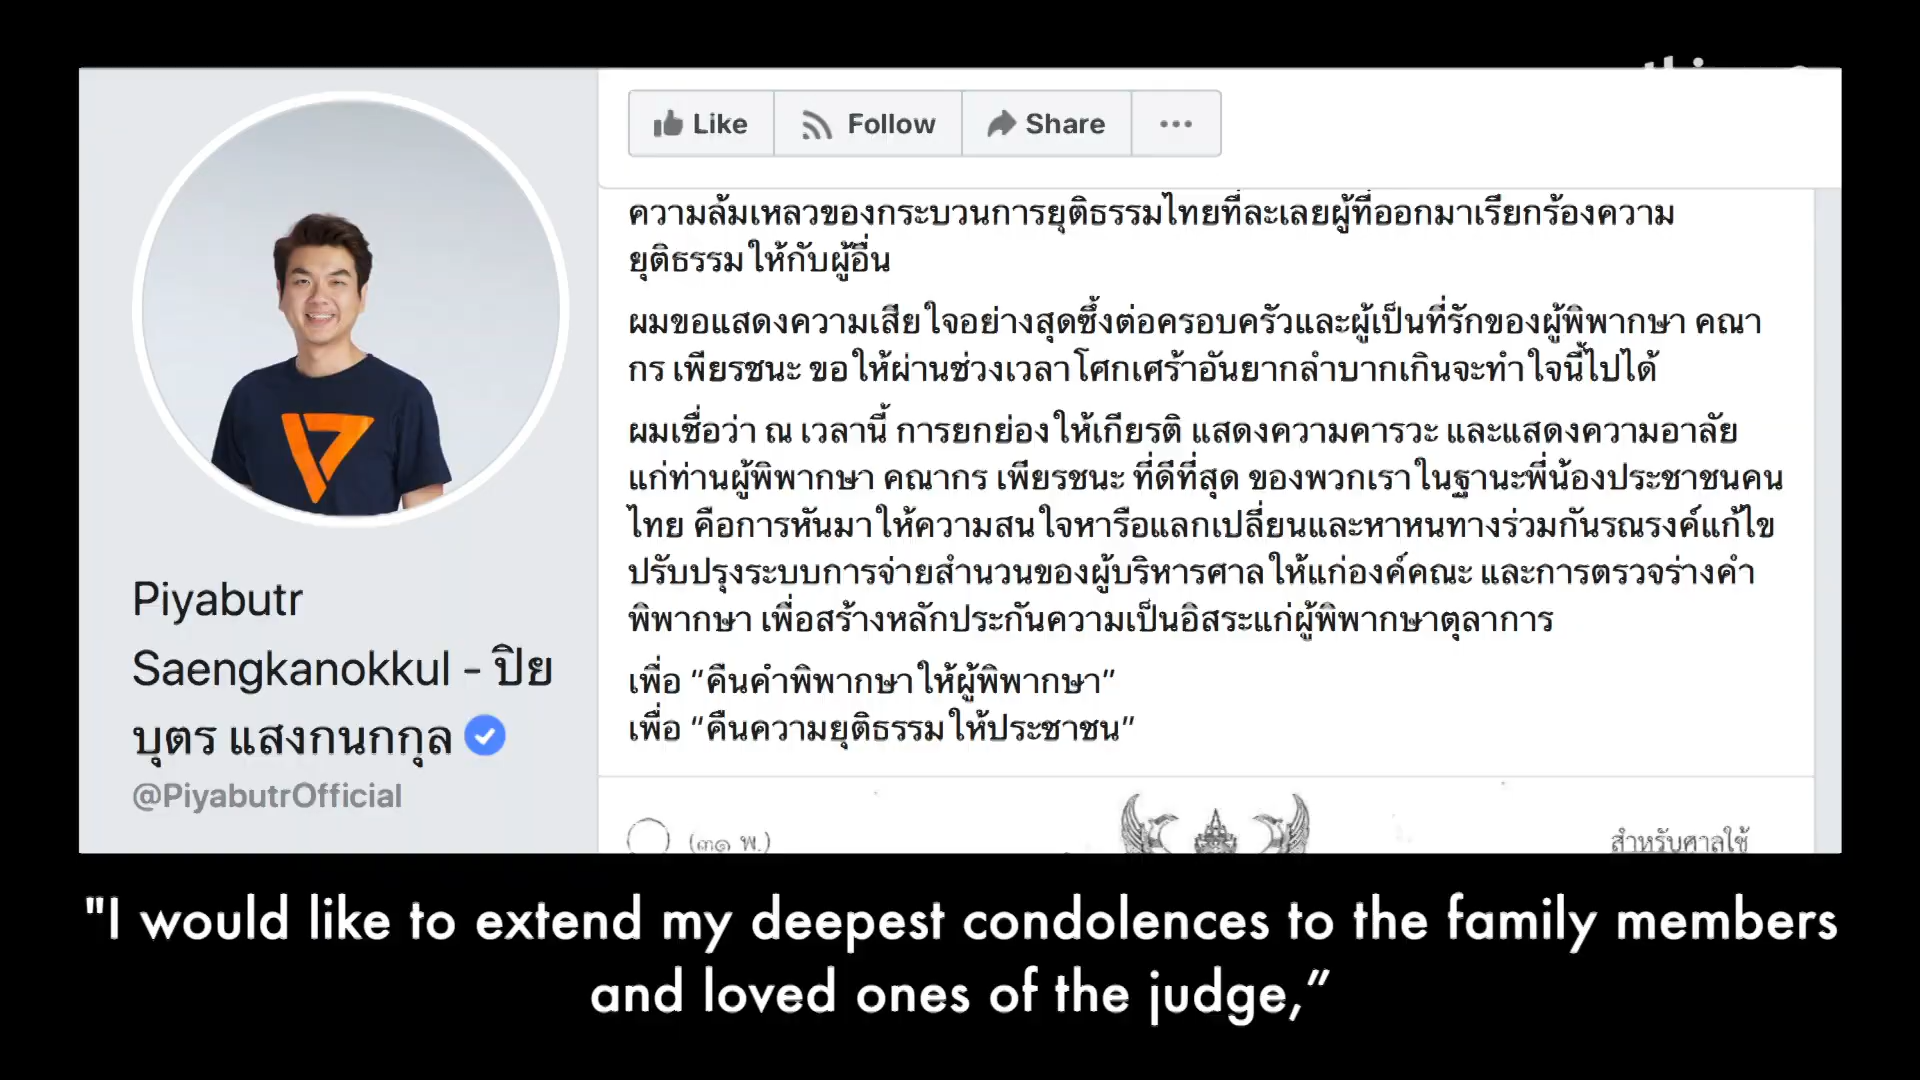 Like Follow Share
ความล้มเหลวของกระบวนการยุติธรรมไทยที่ละเลยผู้ที่ออกมาเรียกร้องความ
ยุติธรรมให้กับผู้อื่น
ผมขอแสดงความเสียใจอย่างสุดซึ้งต่อครอบครัวและผู้เป็นที่รักของผู้พิพากษา คณา
กร เพียรชนะ ขอให้ผ่านช่วงเวลาโศกเศร้าอันยากลำบากเกินจะทำใจนี้ไปได้
ผมเชื่อว่า ณ เวลานี้ การยกย่องให้เกียรติ แสดงความคารวะ และแสดงความอาลัย
แก่ท่านผู้พิพากษา คณากร เพียรชนะ ที่ดีที่สุด ของพวกเราในฐานะพี่น้องประชาชนคน
ไทย คือการหันมาให้ความสนใจหารือแลกเปลี่ยนและหาหนทางร่วมกันรณรงค์แก้ไข
ปรับปรุงระบบการจ่ายสำนวนของผู้บริหารศาลให้แก่องค์คณะ และการตรวจร่างคำ
พิพากษา เพื่อสร้างหลักประกันความเป็นอิสระแก่ผู้พิพากษาตุลาการ
เพื่อ “คืนคำพิพากษาให้ผู้พิพากษา”
เพื่อ “คืนความยุติธรรมให้ประชาชน”
(๓๑ พ.)
สำหรับศาลใช้
Piyabutr
Saengkanokkul - ปิย
บุตร แสงกนกกุล
@PiyabutrOfficial
"I would like to extend my deepest condolences to the family members
and loved ones of the judge,”